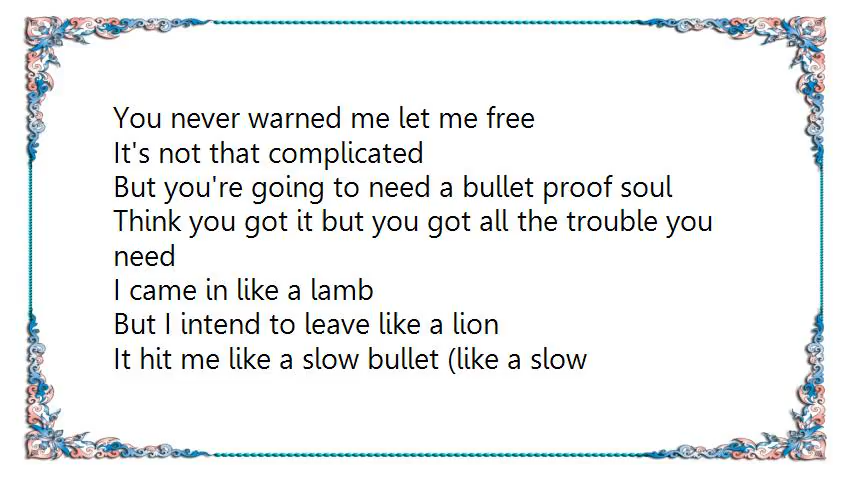 You never warned me let me free
It's not that complicated
But you're going to need a bullet proof soul
Think you got it but you got all the trouble you
need
I came in like a lamb
But I intend to leave like a lion
It hit me like a slow bullet (like a slow